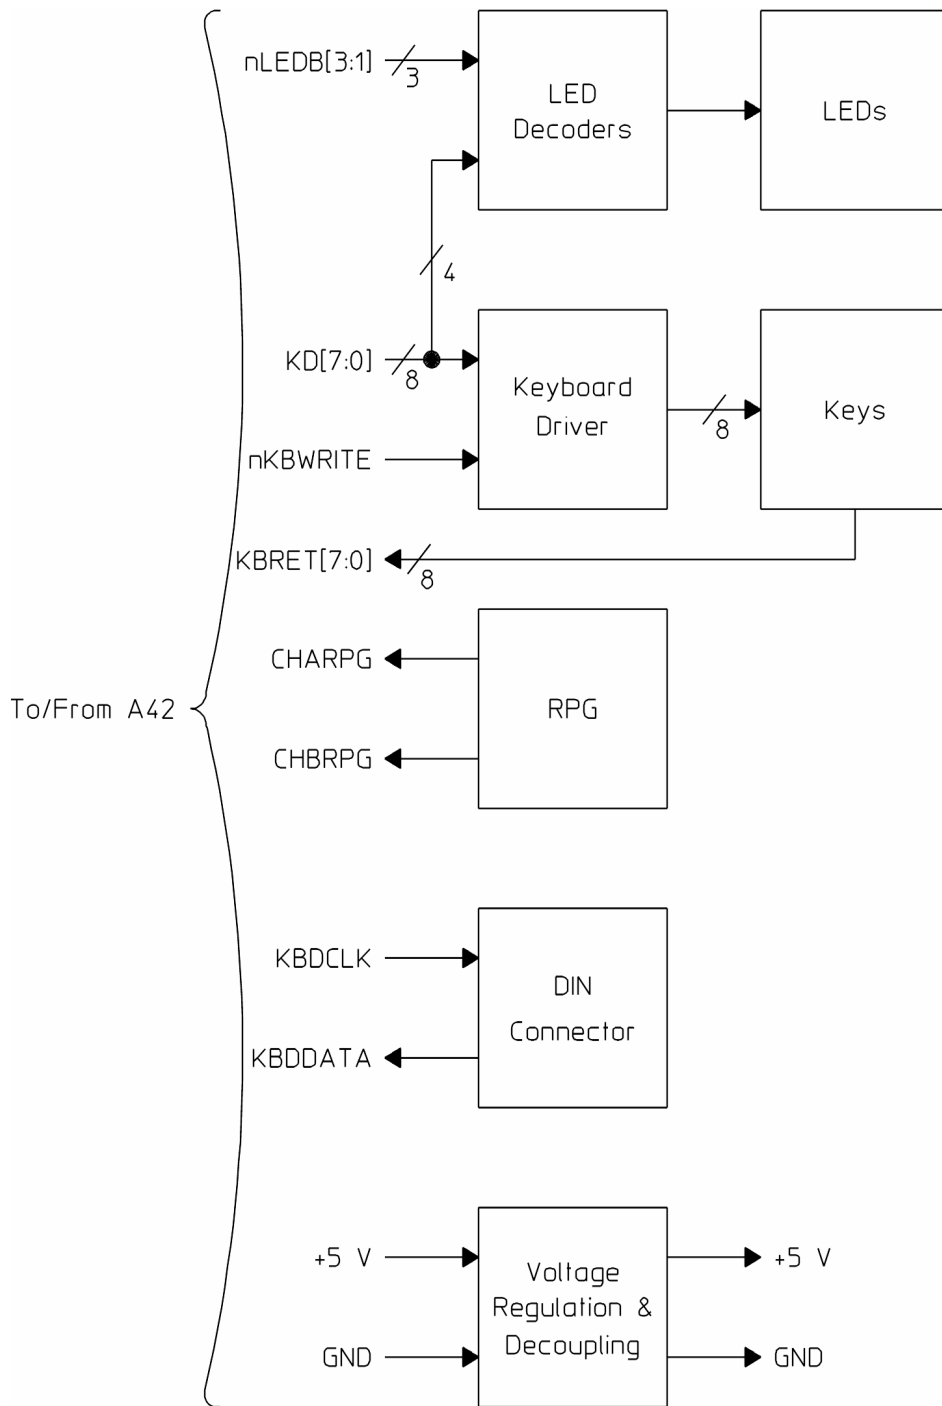 nLEDB[3:1]
3
LED
Decoders
LEDs
4
KD[7:0]
8
Keyboard
Driver
8
Keys
nKBWRITE
KBRET[7:0]
8
CHARPG
RPG
To/From A42
CHBRPG
KBDCLK
DIN
Connector
KBDDATA
+5 V
Voltage
Regulation &
Decoupling
+5 V
GND
GND